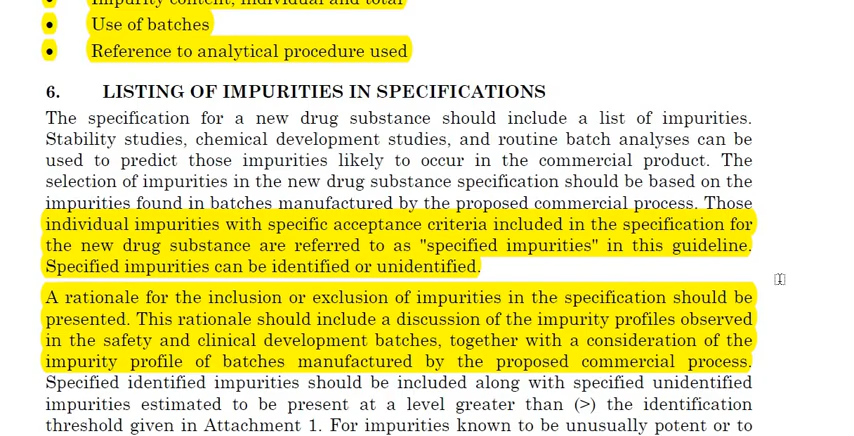 • Impurity content, individual and total
• Use of batches
• Reference to analytical procedure used
6. LISTING OF IMPURITIES IN SPECIFICATIONS
The specification for a new drug substance should include a list of impurities.
Stability studies, chemical development studies, and routine batch analyses can be
used to predict those impurities likely to occur in the commercial product. The
selection of impurities in the new drug substance specification should be based on the
impurities found in batches manufactured by the proposed commercial process. Those
individual impurities with specific acceptance criteria included in the specification for
the new drug substance are referred to as "specified impurities" in this guideline.
Specified impurities can be identified or unidentified.
A rationale for the inclusion or exclusion of impurities in the specification should be
presented. This rationale should include a discussion of the impurity profiles observed
in the safety and clinical development batches, together with a consideration of the
impurity profile of batches manufactured by the proposed commercial process.
Specified identified impurities should be included along with specified unidentified
impurities estimated to be present at a level greater than (>) the identification
threshold given in Attachment 1. For impurities known to be unusually potent or to